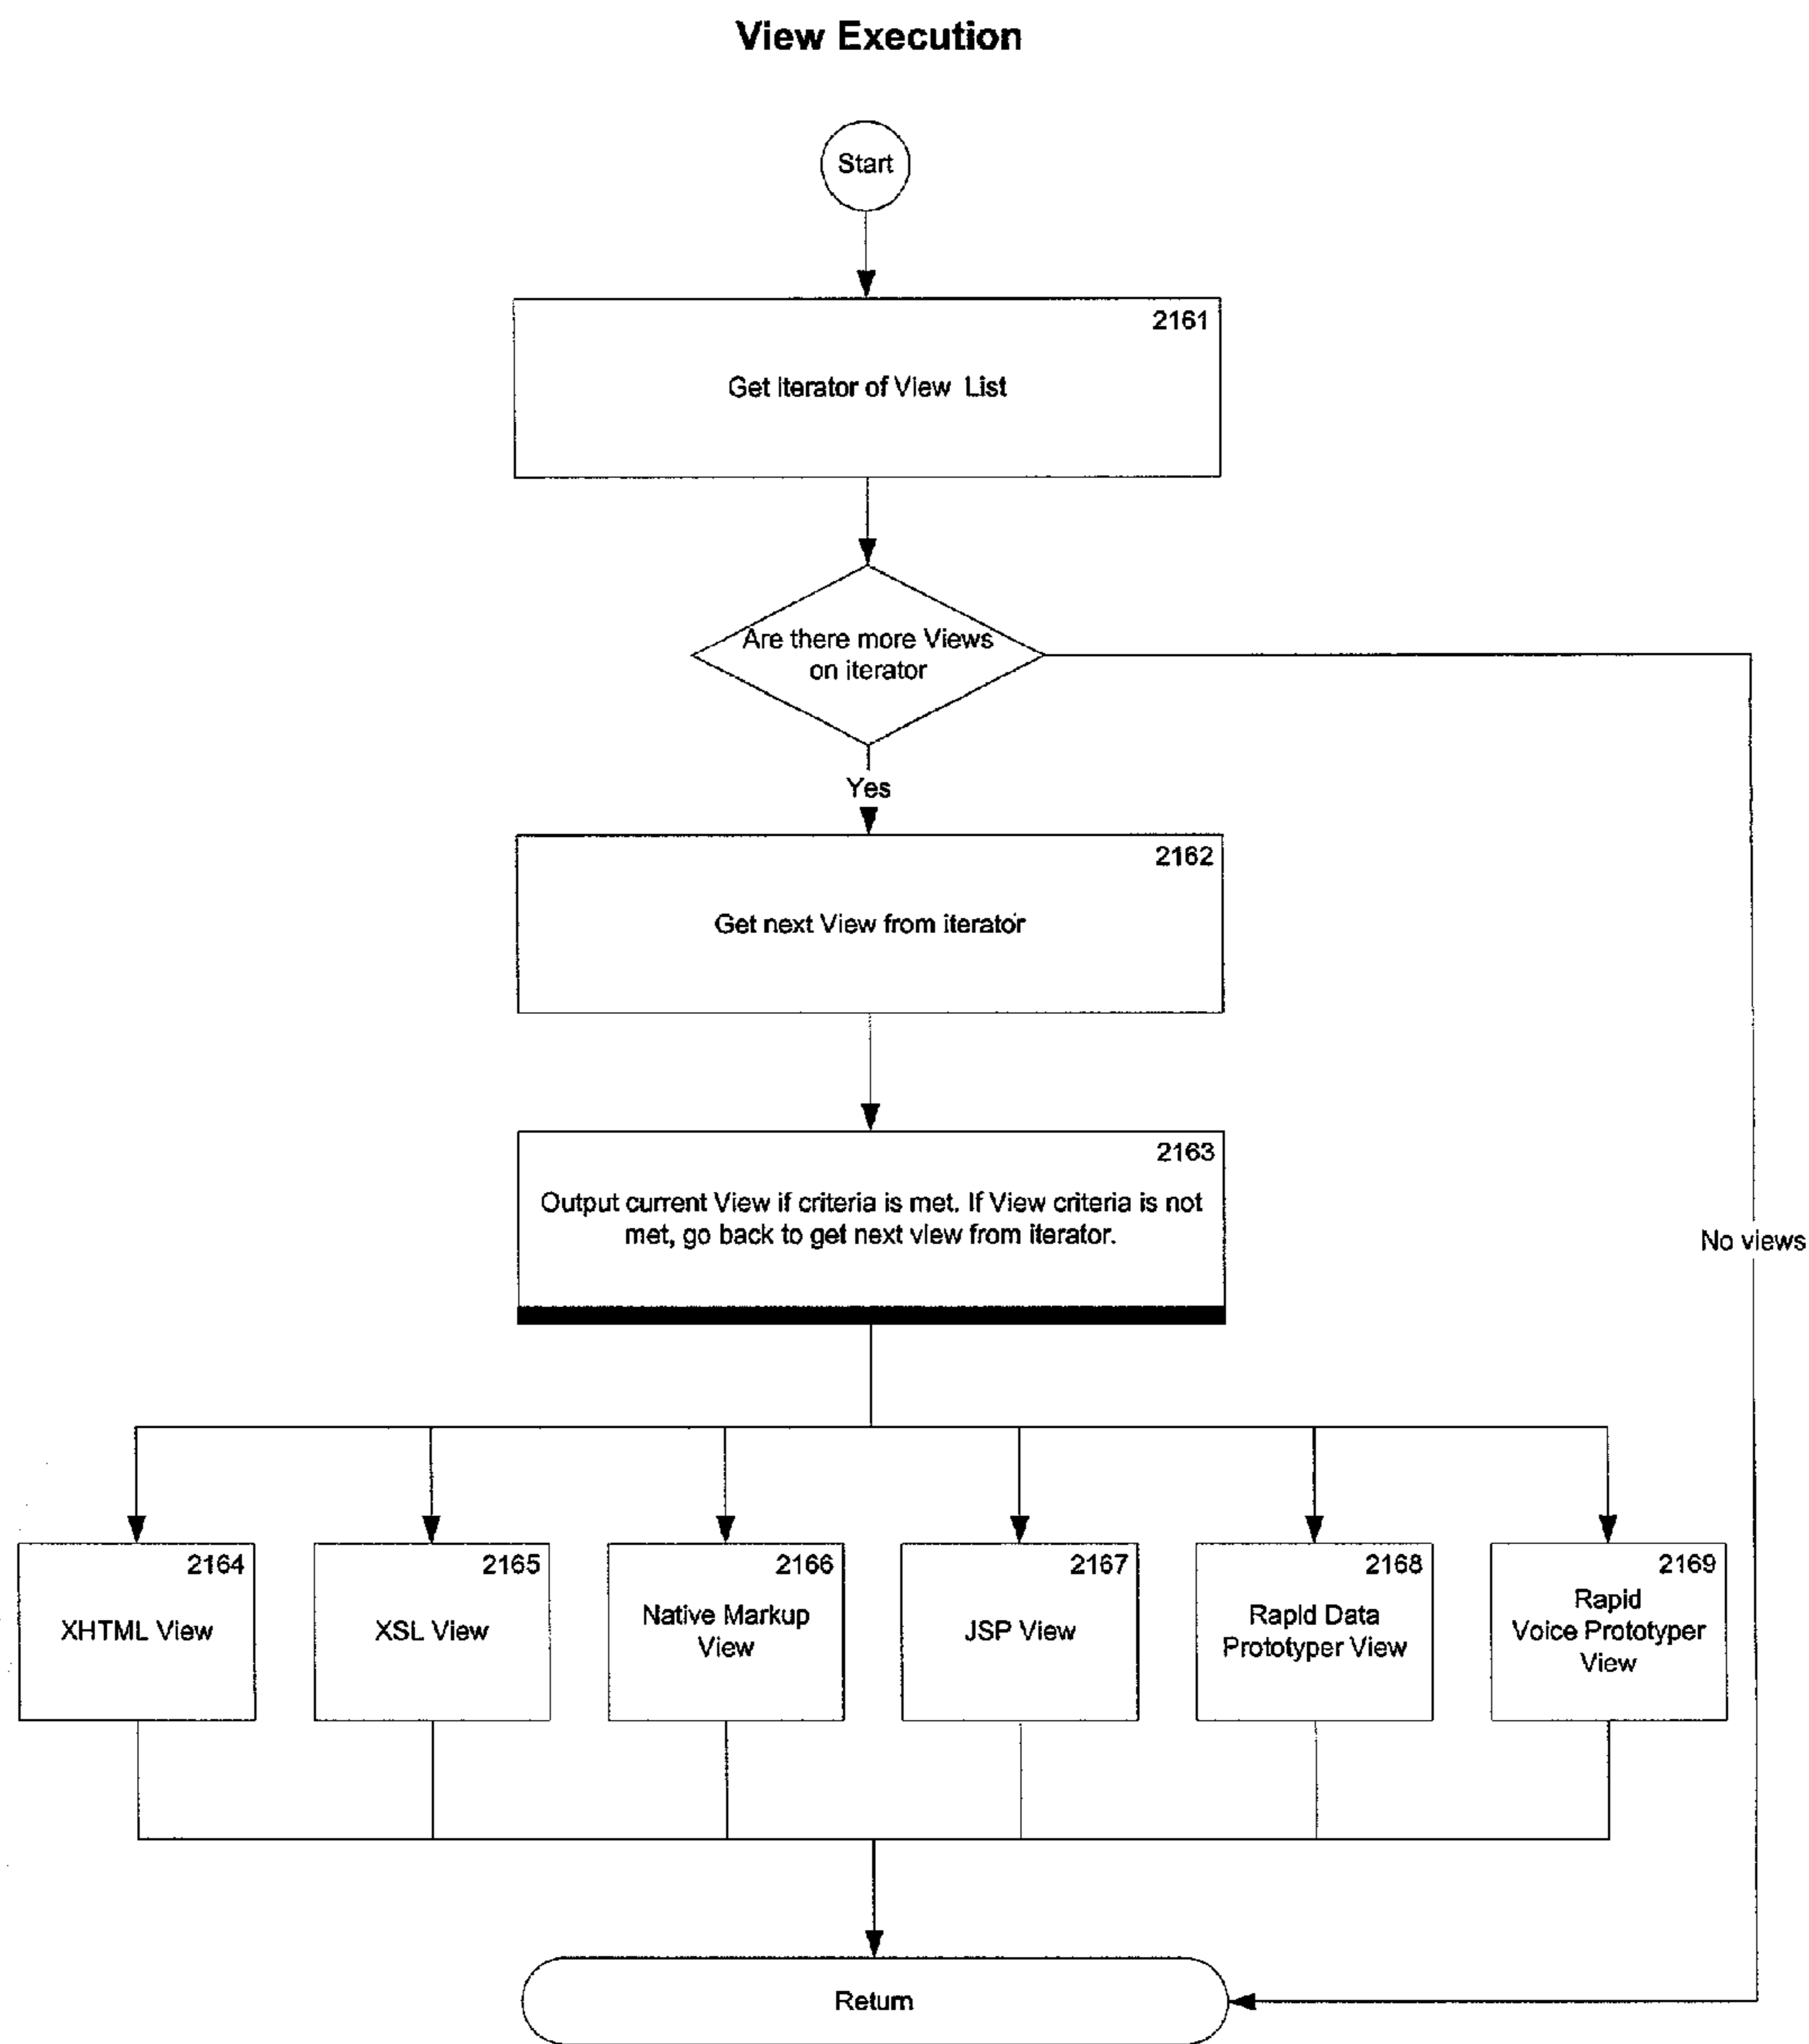 View Execution
Start
2161
Get iterator of View List
Are there more Views
on iterator
Yes
2162
Get next View from iterator
2163
Output current View if criteria is met. If View criteria is not
met, go back to get next view from iterator.
No views
2164
XHTML View
2165
XSL View
2166
Native Markup
View
2167
JSP View
2168
Rapid Data
Prototyper View
2169
Rapid
Voice Prototyper
View
Return